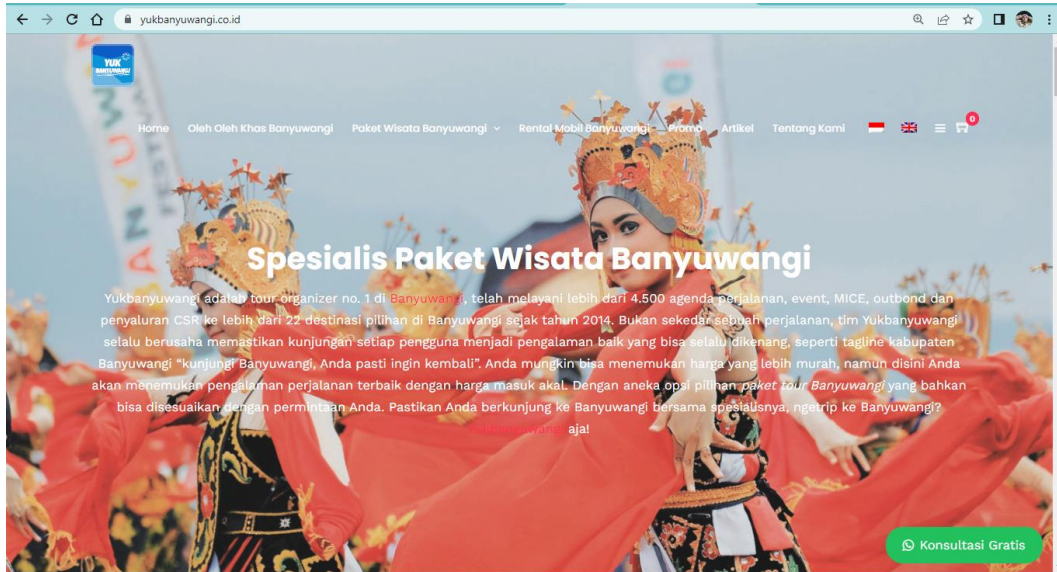 yukbanyuwangi.co.id
YUK
BANYUWANGI
Home Oleh Oleh Khas Banyuwangi Paket Wisata Banyuwangi Rental Mobil Banyuwangi Promo Artikel Tentang Kami 0
BANYUW
FESTIVAL
Spesialis Paket Wisata Banyuwangi
Yukbanyuwangi adalah tour organizer no. 1 di Banyuwangi, telah melayani lebih dari 4.500 agenda perjalanan, event, MICE, outbond dan
penyaluran CSR ke lebih dari 22 destinasi pilihan di Banyuwangi sejak tahun 2014. Bukan sekedar sebuah perjalanan, tim Yukbanyuwangi
selalu berusaha memastikan kunjungan setiap pengguna menjadi pengalaman baik yang bisa selalu dikenang, seperti tagline kabupaten
Banyuwangi “kunjungi Banyuwangi, Anda pasti ingin kembali”. Anda mungkin bisa menemukan harga yang lebih murah, namun disini Anda
akan menemukan pengalaman perjalanan terbaik dengan harga masuk akal. Dengan aneka opsi pilihan paket tour Banyuwangi yang bahkan
bisa disesuaikan dengan permintaan Anda. Pastikan Anda berkunjung ke Banyuwangi bersama spesialisnya, ngetrip ke Banyuwangi?
aja!
Konsultasi Gratis